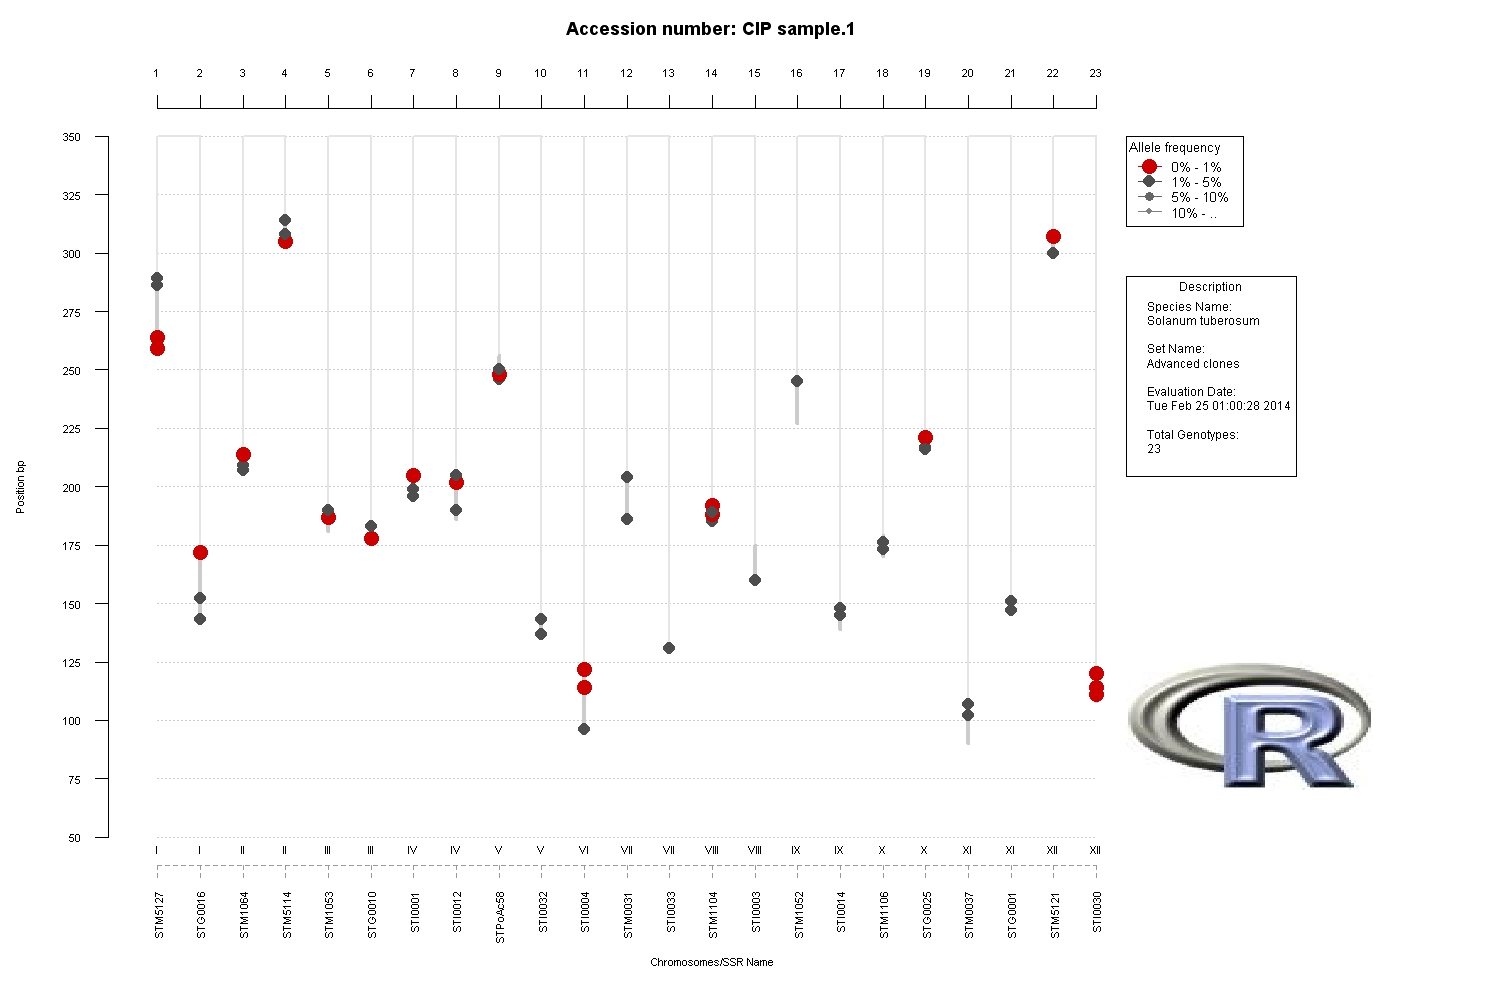 Accession number: CIP sample.1
1 2 3 4 5 6 7 8 9 10 11 12 13 14 15 16 17 18 19 20 21 22 23
350
325
300
275
250
225
200
175
150
125
100
75
50
Position bp
Allele frequency
0% - 1%
1% - 5%
5% - 10%
10% - ..
Description
Species Name:
Solanum tuberosum
Set Name:
Advanced clones
Evaluation Date:
Tue Feb 25 01:00:28 2014
Total Genotypes:
23
R
I I II II III III IV IV V V VI VII VII VIII VIII IX IX X X XI XI XII XII
STM5127 STG0016 STM1064 STM5114 STM1053 STG0010 STI0001 STI0012 STPoAc58 STI0032 STI0004 STM0031 STI0033 STM1104 STI0003 STM1052 STI0014 STM1106 STG0025 STM0037 STG0001 STM5121 STI0030
Chromosomes/SSR Name